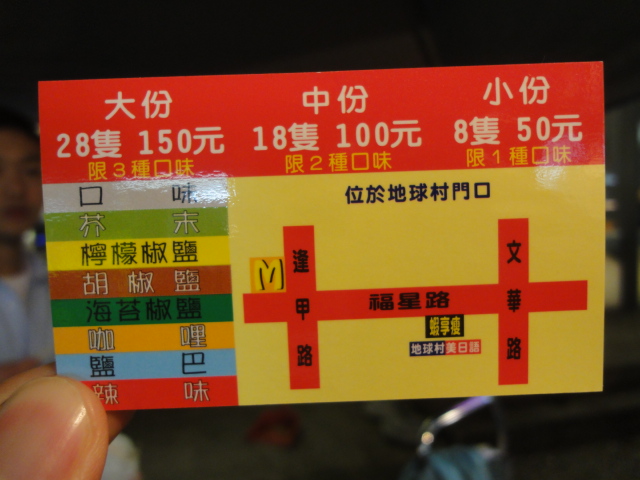 大份 中份 小份
28隻 150元 18隻 100元 8隻 50元
限3種口味 限2種口味 限1種口味
口味
芥末
檸檬椒鹽
胡椒鹽
海苔椒鹽
咖哩
鹽巴
辣味
位於地球村門口
逢甲路
福星路
文華路
蝦享瘦
地球村美日語